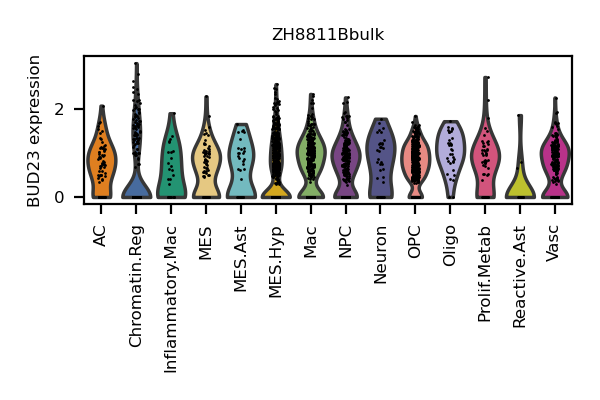 ZH8811Bbulk
BUD23 expression
2
0
AC
Chromatin.Reg
Inflammatory.Mac
MES
MES.Ast
MES.Hyp
Mac
NPC
Neuron
OPC
Oligo
Prolif.Metab
Reactive.Ast
Vasc